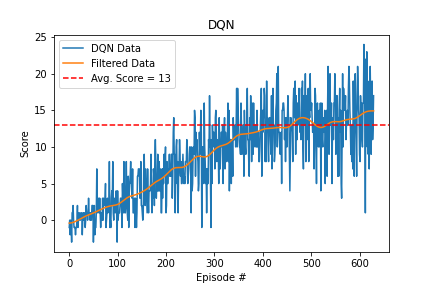 DQN
DQN Data
Filtered Data
Avg. Score = 13
25
20
15
10
5
0
Score
0 100 200 300 400 500 600
Episode #